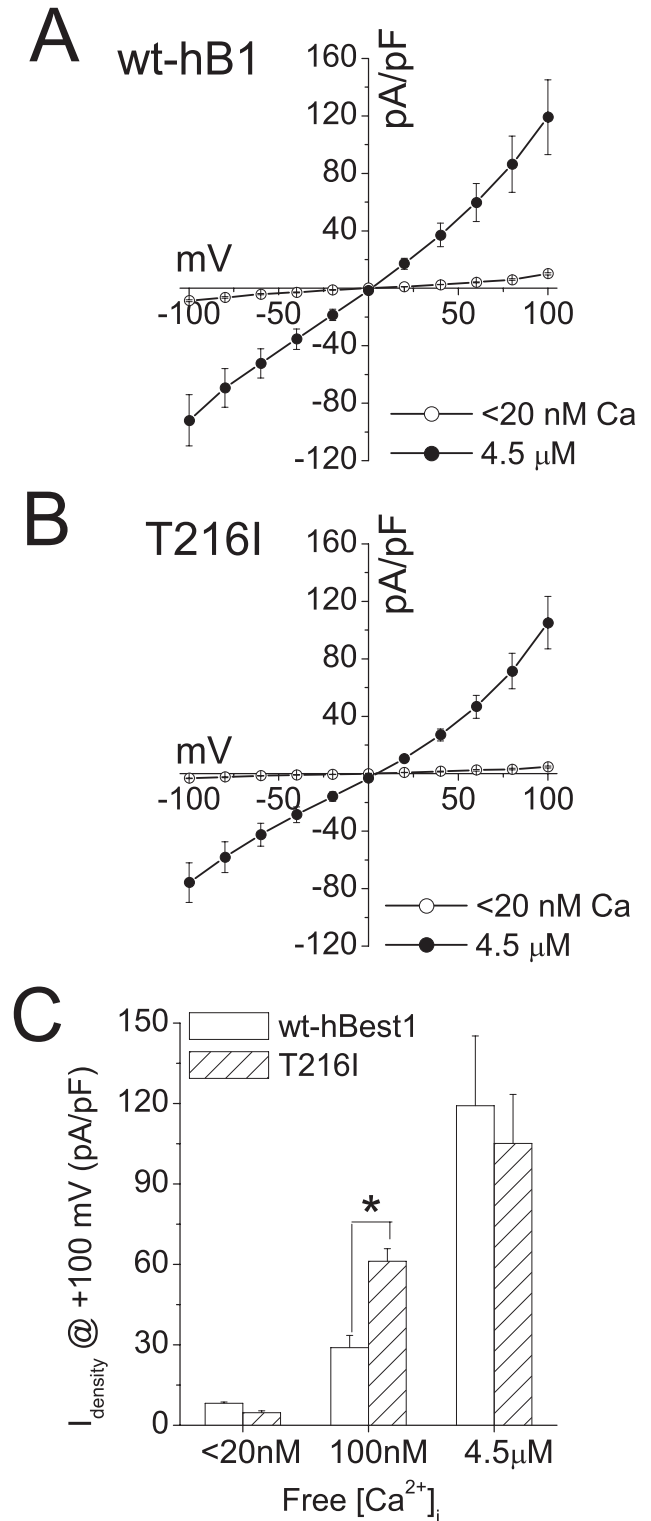 A
wt-hB1
pA/pF
160
120
80
40
mV
-100
-50
50
100
-40
-80
-120
<20 nM Ca
4.5 μM
B
T216I
pA/pF
160
120
80
40
mV
-100
-50
50
100
-40
-80
-120
<20 nM Ca
4.5 μM
C
wt-hBest1
T216I
I density @ +100 mV (pA/pF)
150
120
90
60
30
0
*
<20nM 100nM 4.5μM
Free [Ca2+]i